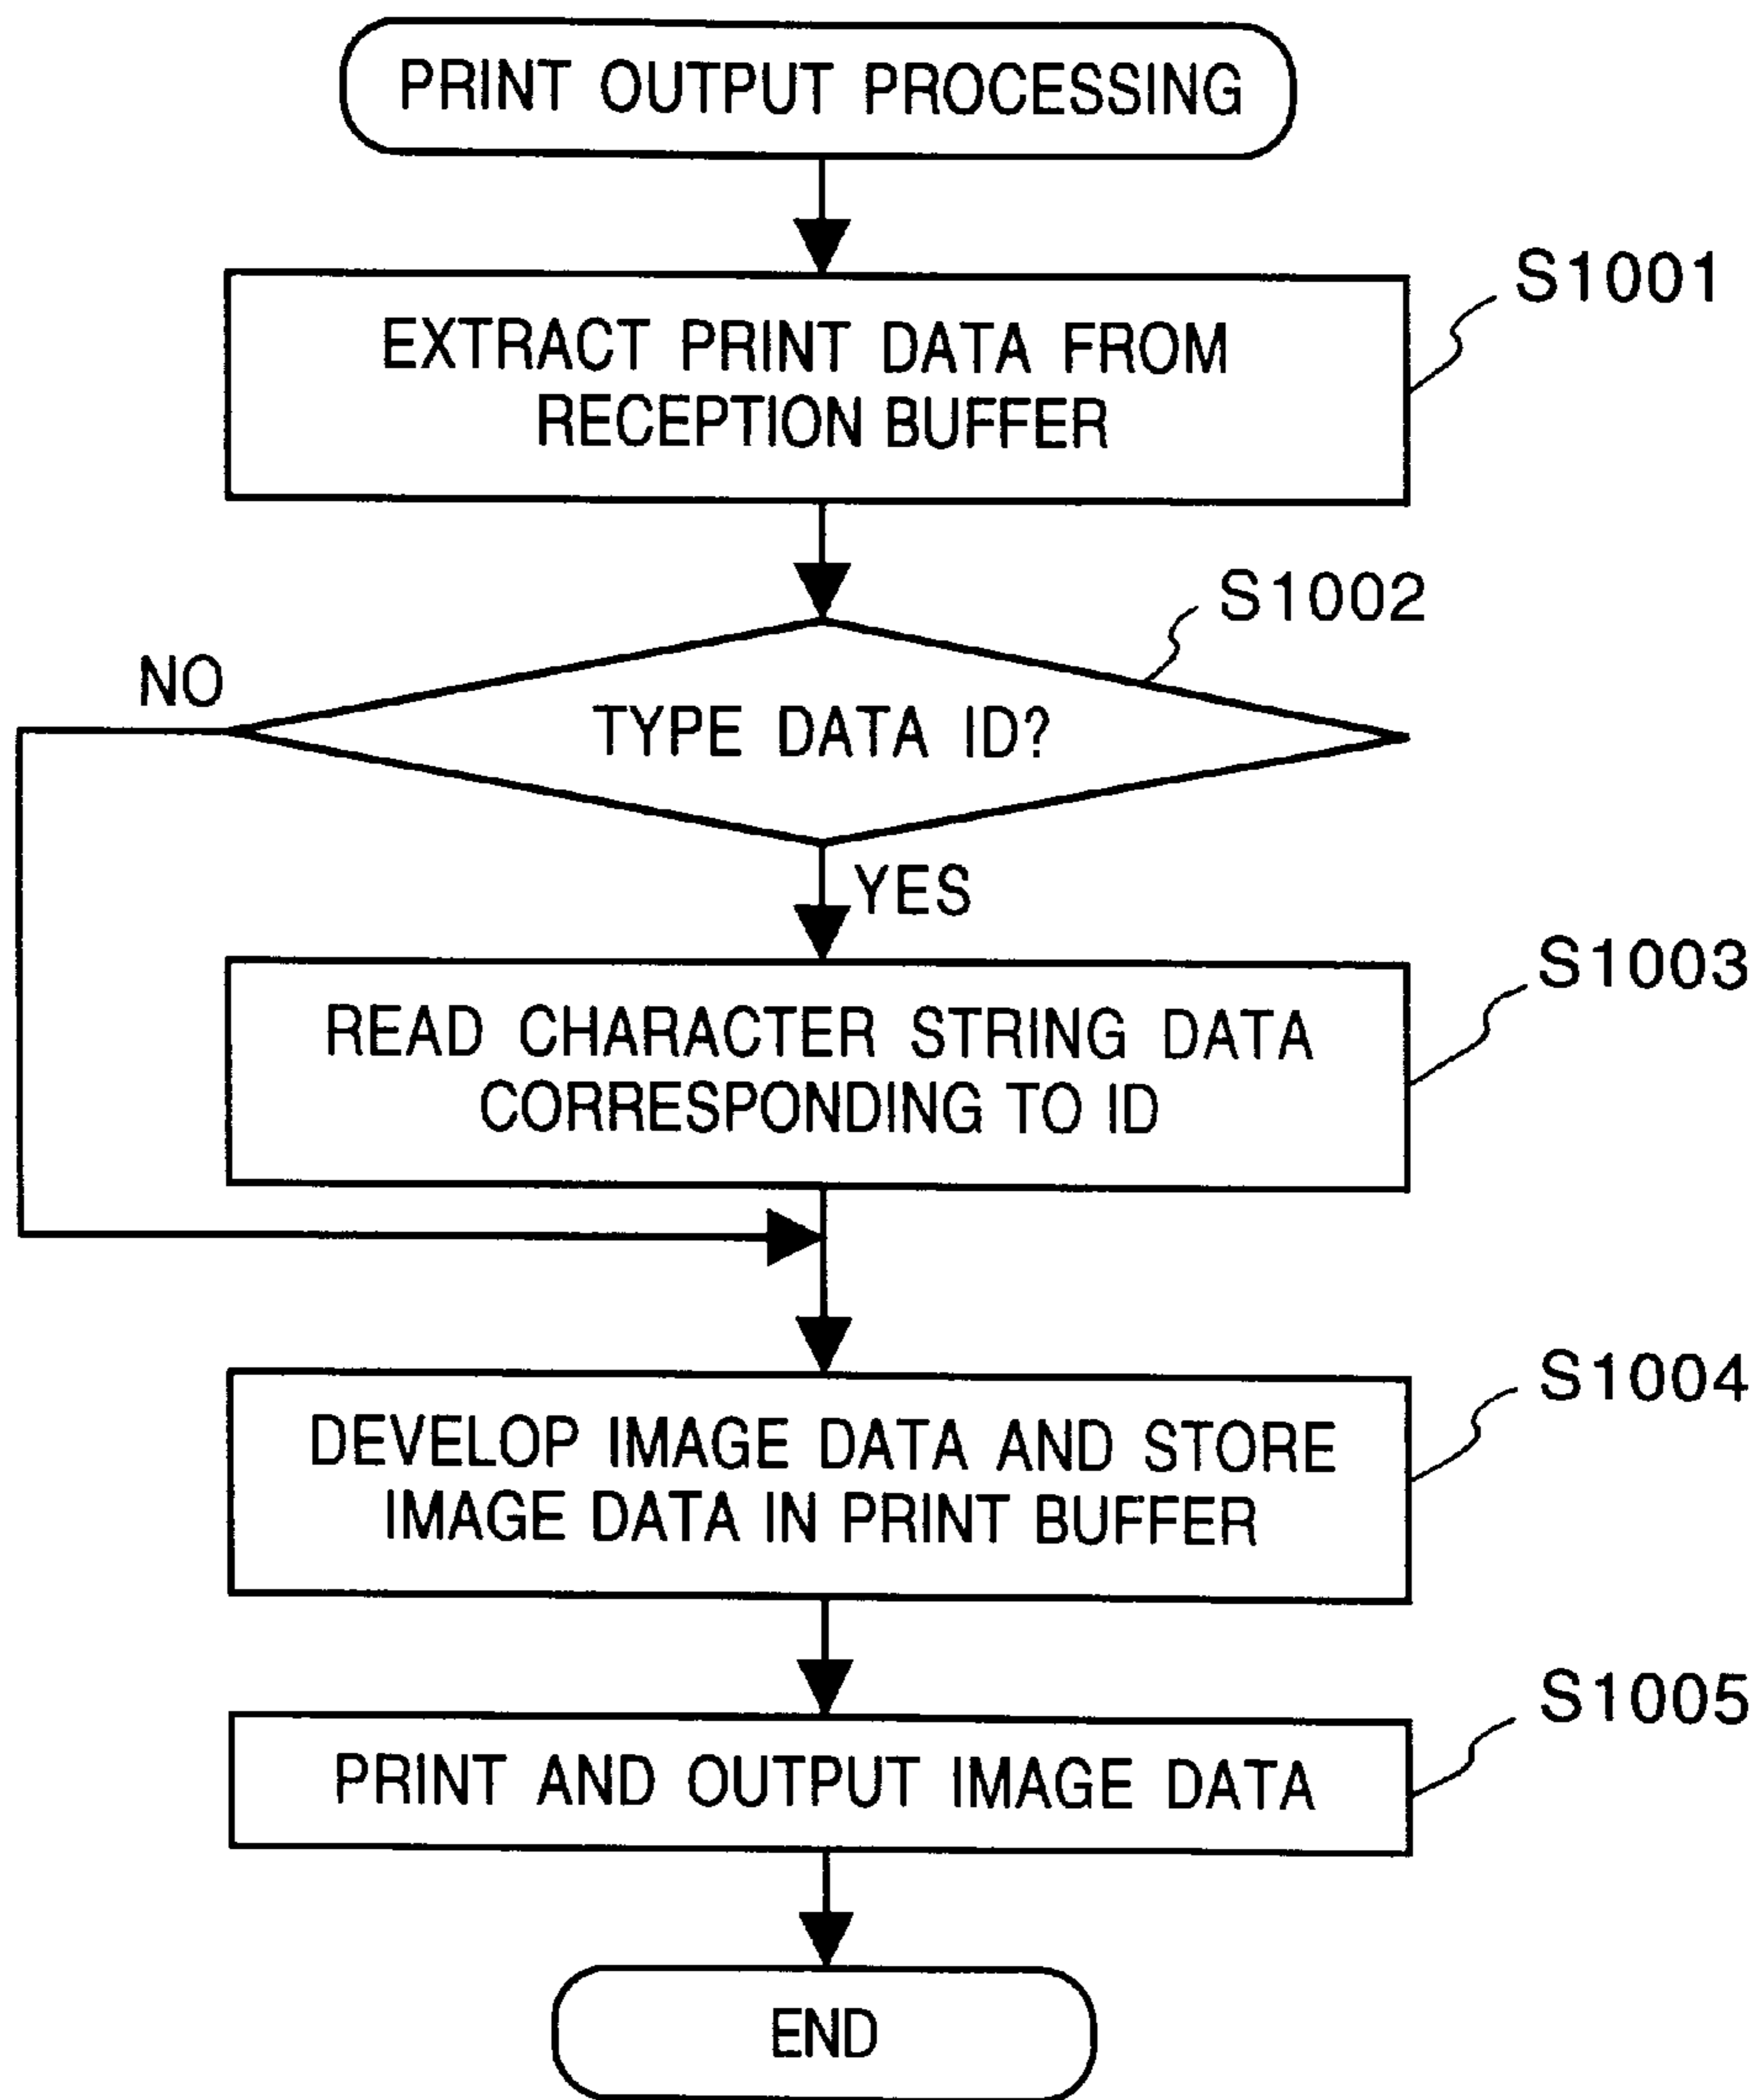 PRINT OUTPUT PROCESSING
S1001
EXTRACT PRINT DATA FROM
RECEPTION BUFFER
S1002
NO
TYPE DATA ID?
YES
S1003
READ CHARACTER STRING DATA
CORRESPONDING TO ID
S1004
DEVELOP IMAGE DATA AND STORE
IMAGE DATA IN PRINT BUFFER
S1005
PRINT AND OUTPUT IMAGE DATA
END